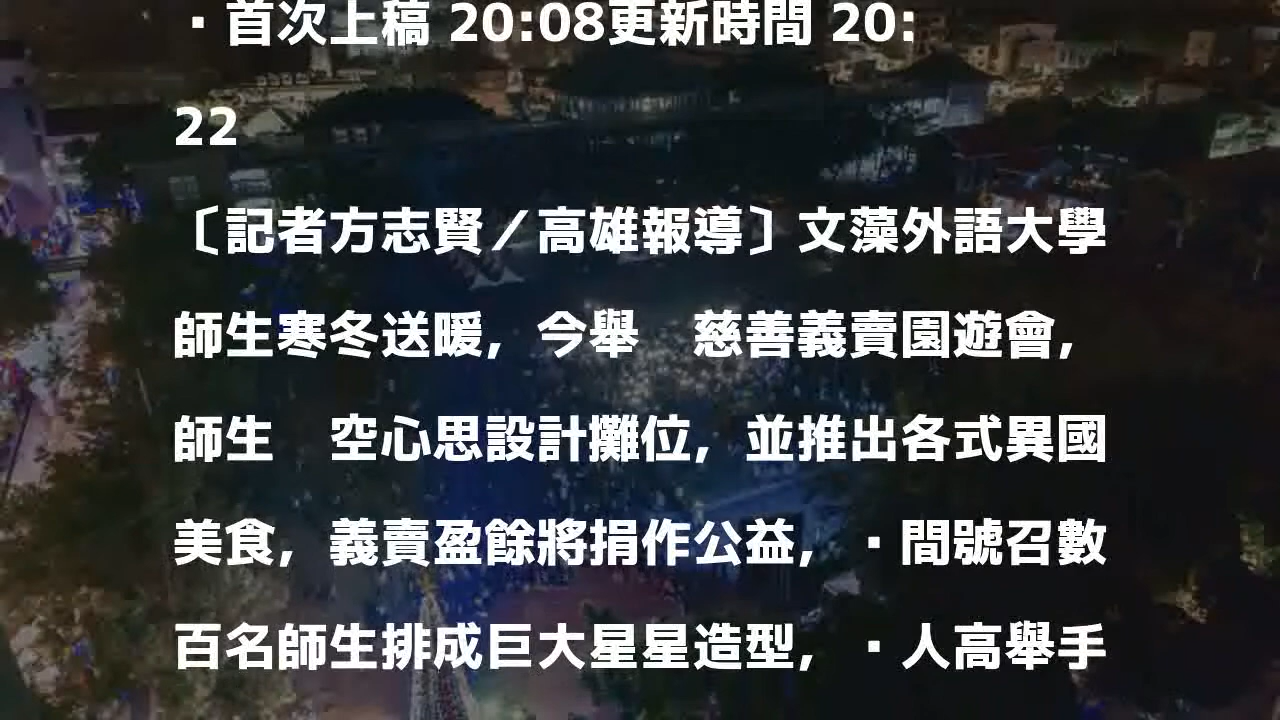 ・首次上稿 20:08更新時間 20:
22
〔記者方志賢／高雄報導〕文藻外語大學
師生寒冬送暖，今舉　慈善義賣園遊會，
師生　空心思設計攤位，並推出各式異國
美食，義賣盈餘將捐作公益，・間號召數
百名師生排成巨大星星造型，・人高舉手